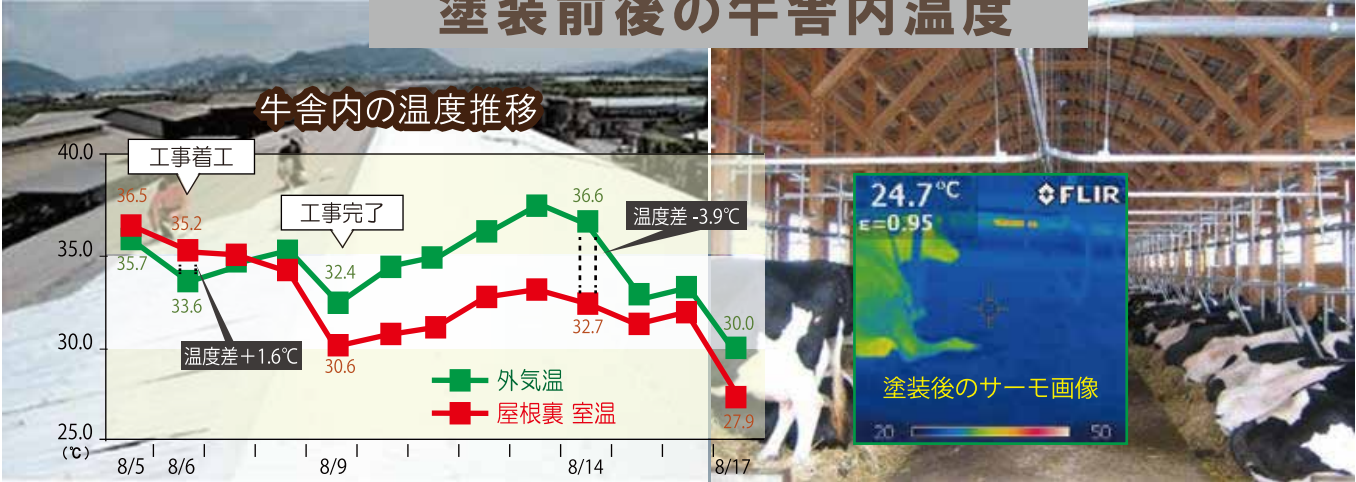 塗装前後の牛舎内温度
牛舎内の温度推移
工事着工
工事完了
温度差+1.6℃
温度差 -3.9℃
40.0
35.0
30.0
25.0
(℃)
36.5
35.7
35.2
33.6
32.4
30.6
36.6
32.7
30.0
27.9
外気温
屋根裏 室温
8/5
8/6
8/9
8/14
8/17
24.7℃
FLIR
ε=0.95
塗装後のサーモ画像
20
50